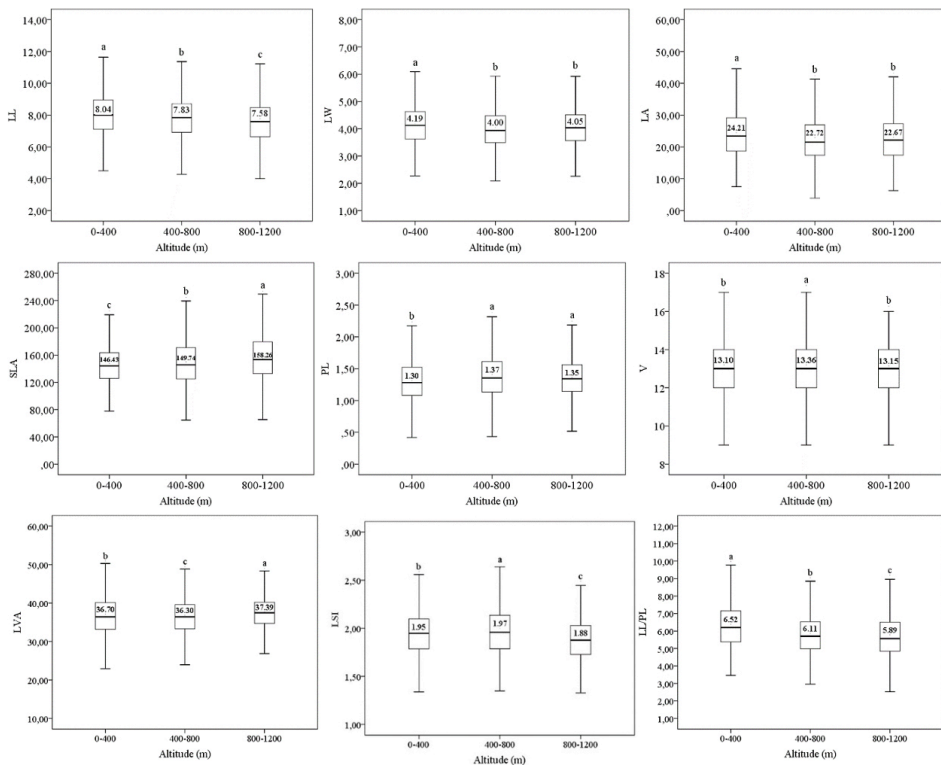 14,00
12,00
10,00
8,00
6,00
4,00
2,00
LL
a
b
c
8.04
7.83
7.58
0-400
400-800
800-1200
Altitude (m)
8,00
7,00
6,00
5,00
4,00
3,00
2,00
1,00
LW
a
b
b
4.19
4.00
4.05
0-400
400-800
800-1200
Altitude (m)
60,00
50,00
40,00
30,00
20,00
10,00
,00
LA
a
b
b
24.21
22.72
22.67
0-400
400-800
800-1200
Altitude (m)
280,00
240,00
200,00
160,00
120,00
80,00
40,00
,00
SLA
c
b
a
146.43
149.74
158.26
0-400
400-800
800-1200
Altitude (m)
3,00
2,50
2,00
1,50
1,00
,50
,00
PL
b
a
a
1.30
1.37
1.35
0-400
400-800
800-1200
Altitude (m)
18
16
14
12
10
8
V
b
a
b
13.10
13.36
13.15
0-400
400-800
800-1200
Altitude (m)
60,00
50,00
40,00
30,00
20,00
10,00
LVA
b
c
a
36.70
36.30
37.39
0-400
400-800
800-1200
Altitude (m)
3,00
2,50
2,00
1,50
1,00
LSI
b
a
c
1.95
1.97
1.88
0-400
400-800
800-1200
Altitude (m)
12,00
11,00
10,00
9,00
8,00
7,00
6,00
5,00
4,00
3,00
2,00
1,00
LL/PL
a
b
c
6.52
6.11
5.89
0-400
400-800
800-1200
Altitude (m)